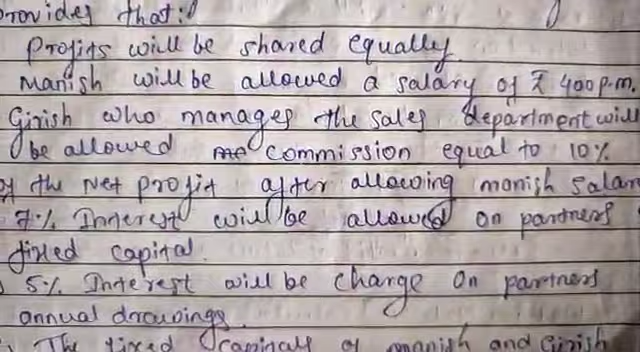 provides that:
Profits will be shared equally
Manish will be allowed a salary of ₹ 400 p.m.
Girish who manages the sales department will
be allowed commission equal to 10%
of the Net profit after allowing Manish Salary
7% Interest will be allowed on partners
fixed capital.
5% Interest will be charge on partners
annual drawings.
The fixed capitals of Manish and Girish